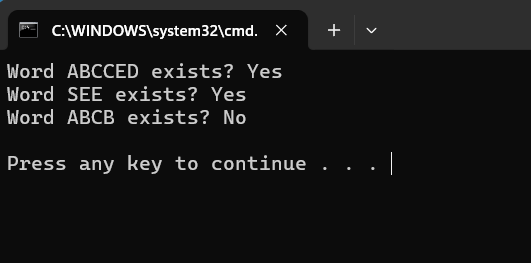 C:\WINDOWS\system32\cmd.
Word ABCCED exists? Yes
Word SEE exists? Yes
Word ABCB exists? No
Press any key to continue . . .